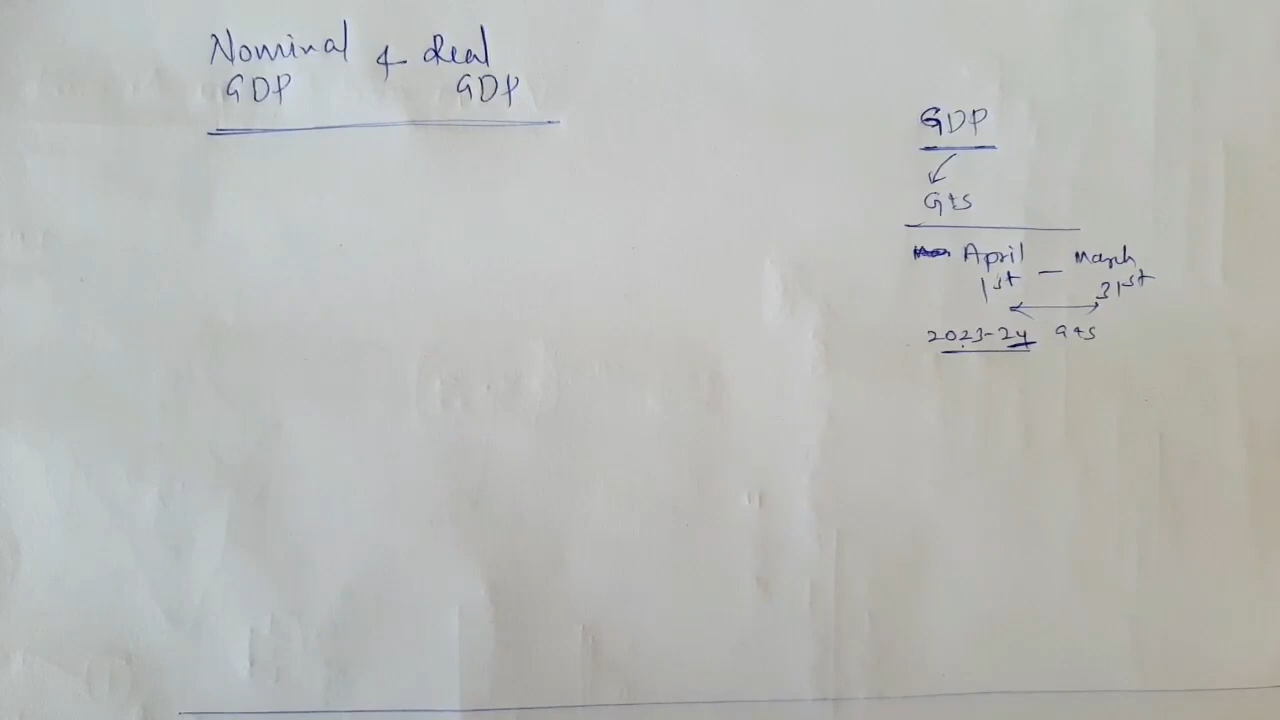 Nominal & Real
GDP GDP
GDP
G+S
April - March
1st 31st
2023-24 G+S